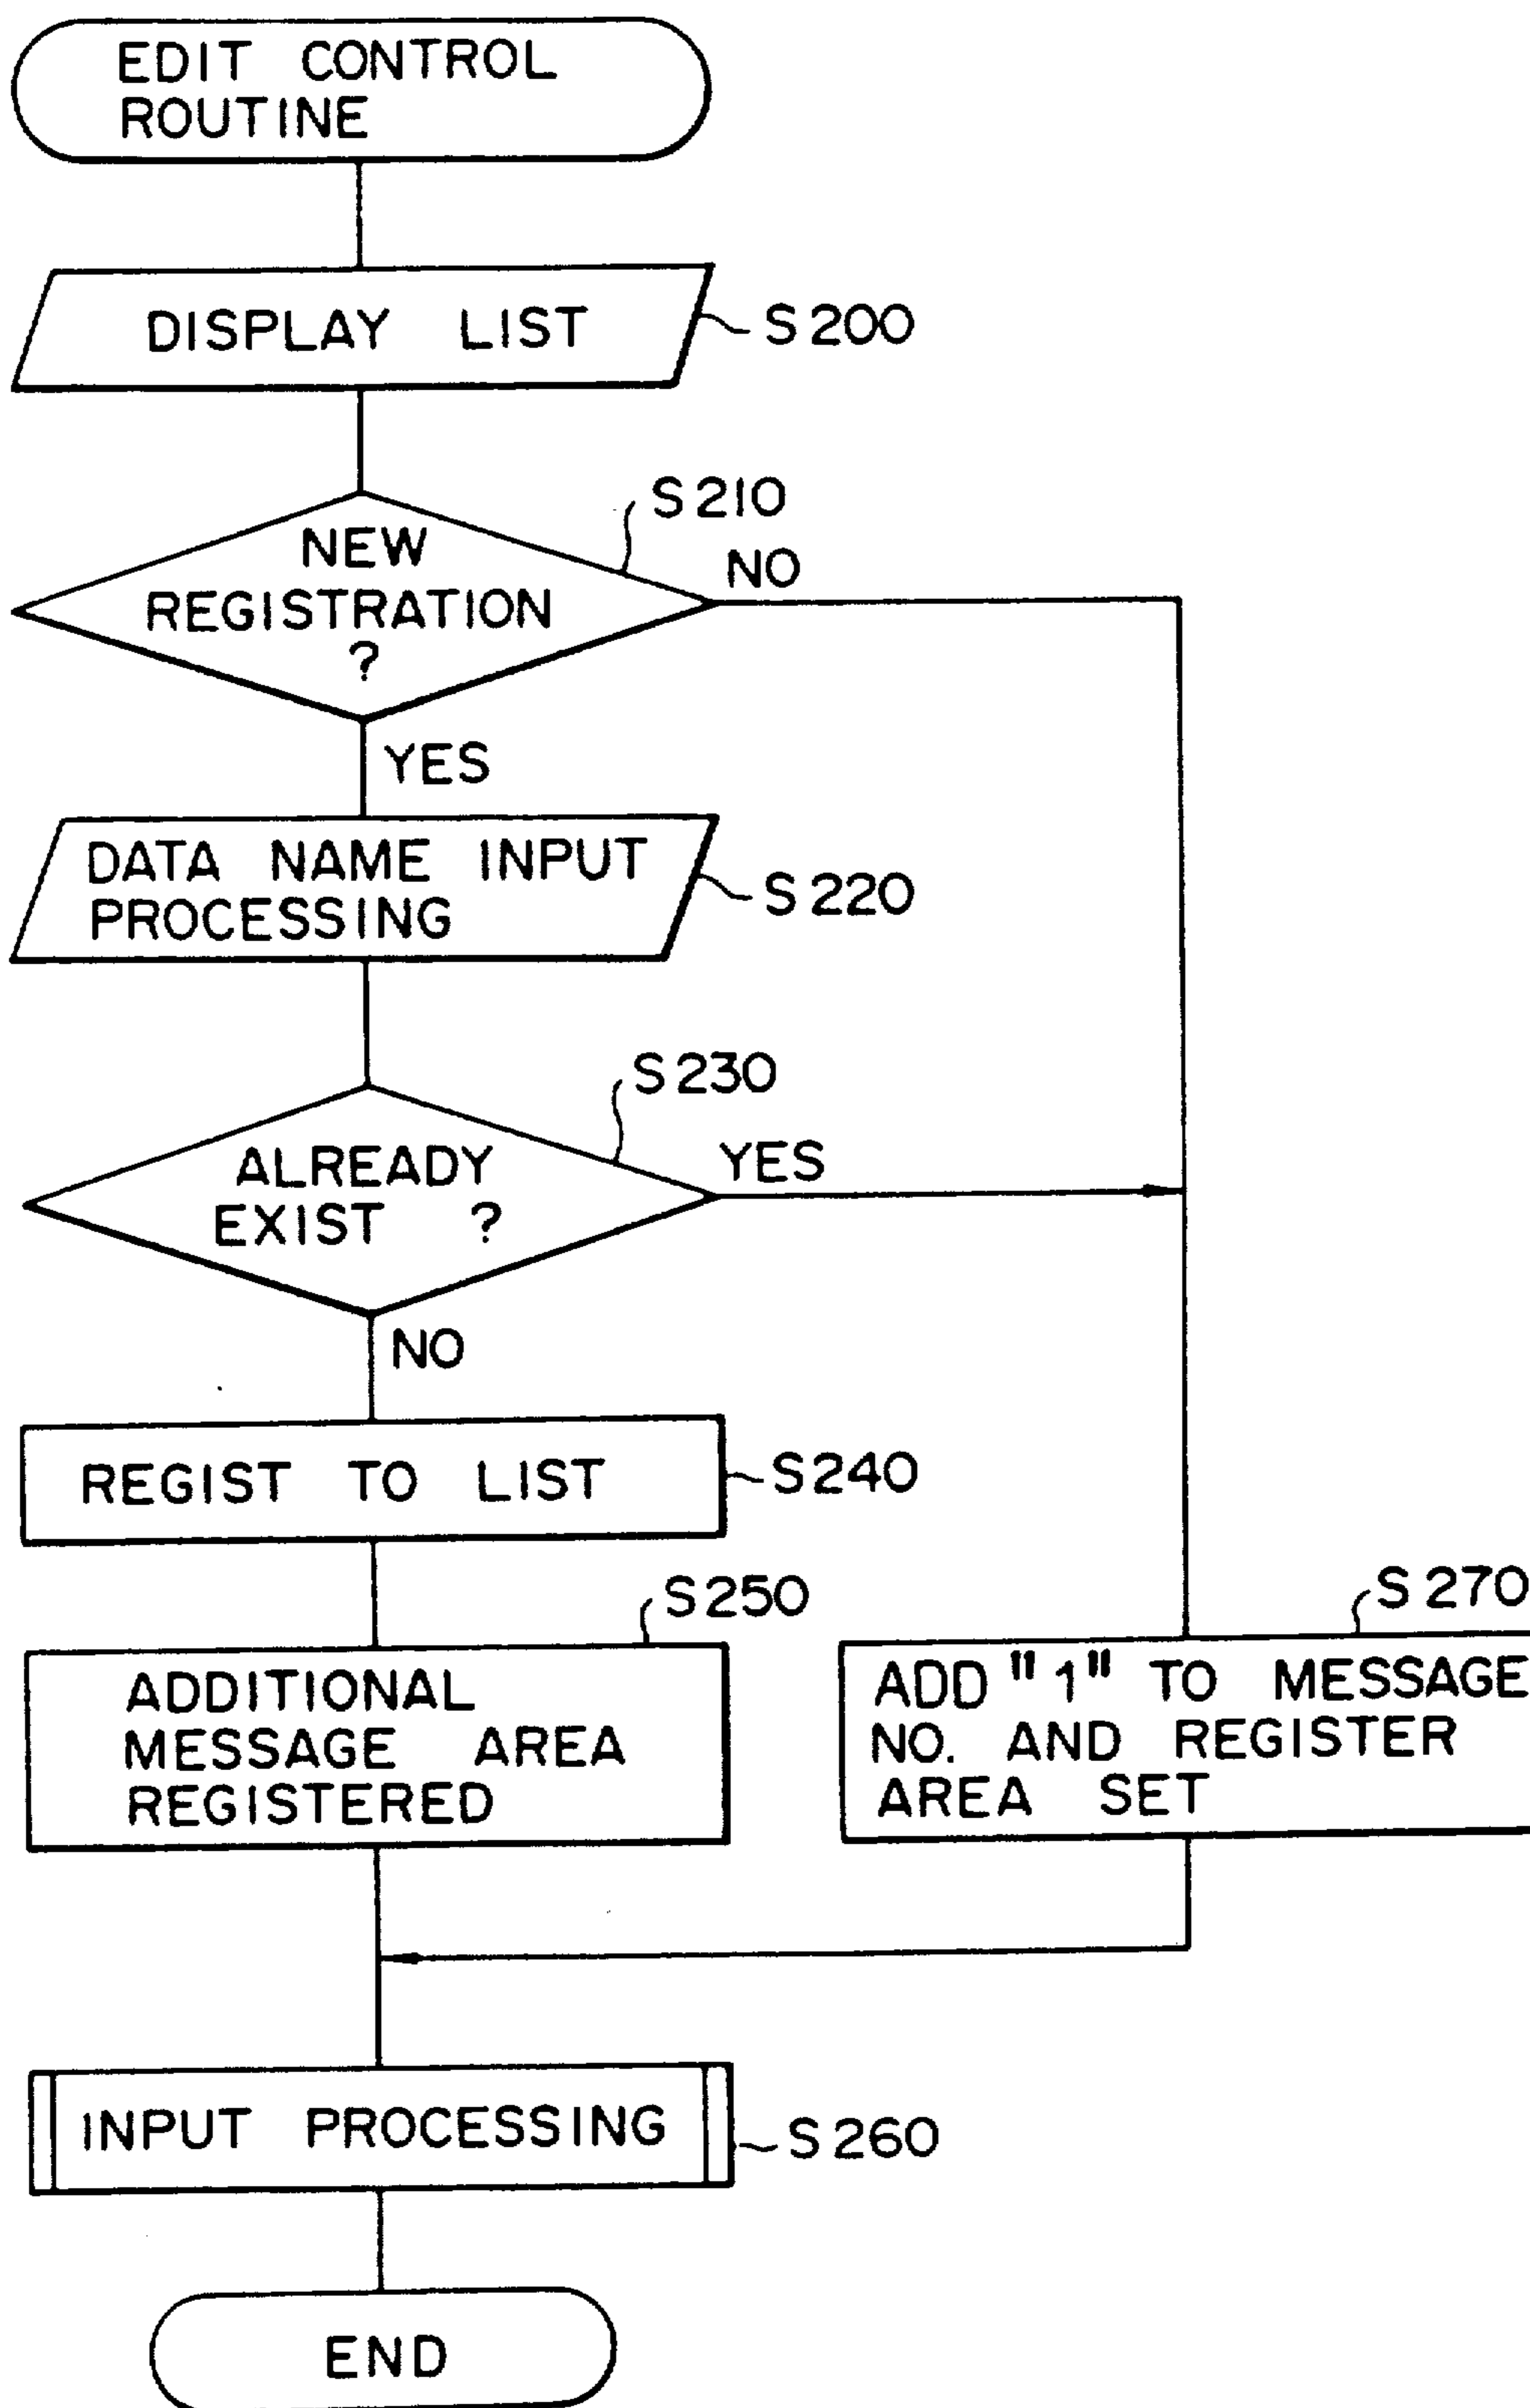 EDIT CONTROL
ROUTINE
DISPLAY LIST
S200
S210
NEW
REGISTRATION
?
NO
YES
DATA NAME INPUT
PROCESSING
S220
S230
ALREADY
EXIST ?
YES
NO
REGIST TO LIST
S240
S250
ADDITIONAL
MESSAGE AREA
REGISTERED
S270
ADD "1" TO MESSAGE
NO. AND REGISTER
AREA SET
INPUT PROCESSING
S260
END